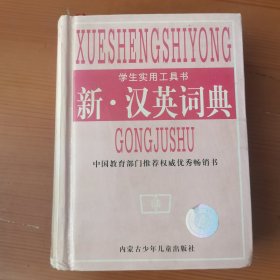 XUESHENGSHIYONG
学生实用工具书
新·汉英词典
GONGJUSHU
中国教育部门推荐权威优秀畅销书
内蒙古少年儿童出版社